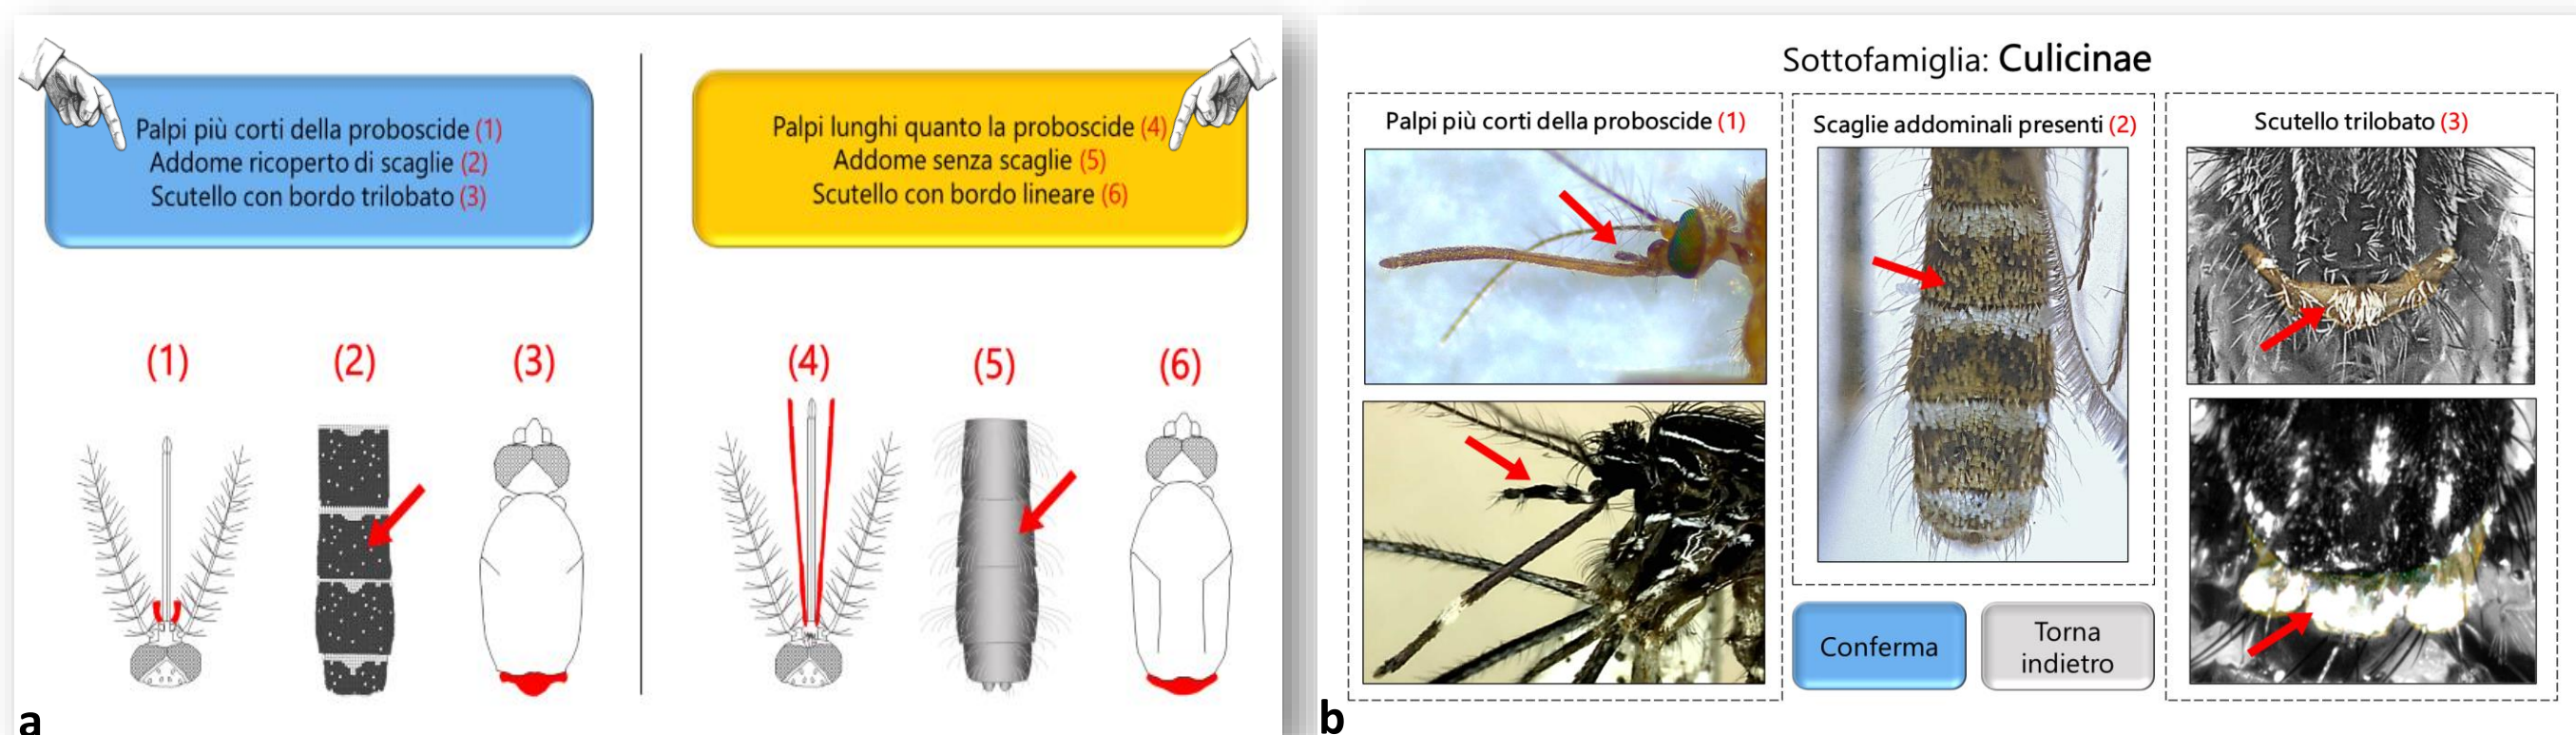 Palpi più corti della proboscide (1)
Addome ricoperto di scaglie (2)
Scutello con bordo trilobato (3)
Palpi lunghi quanto la proboscide (4)
Addome senza scaglie (5)
Scutello con bordo lineare (6)
(1)
(2)
(3)
(4)
(5)
(6)
a
Sottofamiglia: Culicinae
Palpi più corti della proboscide (1)
Scaglie addominali presenti (2)
Scutello trilobato (3)
Conferma
Torna
indietro
b